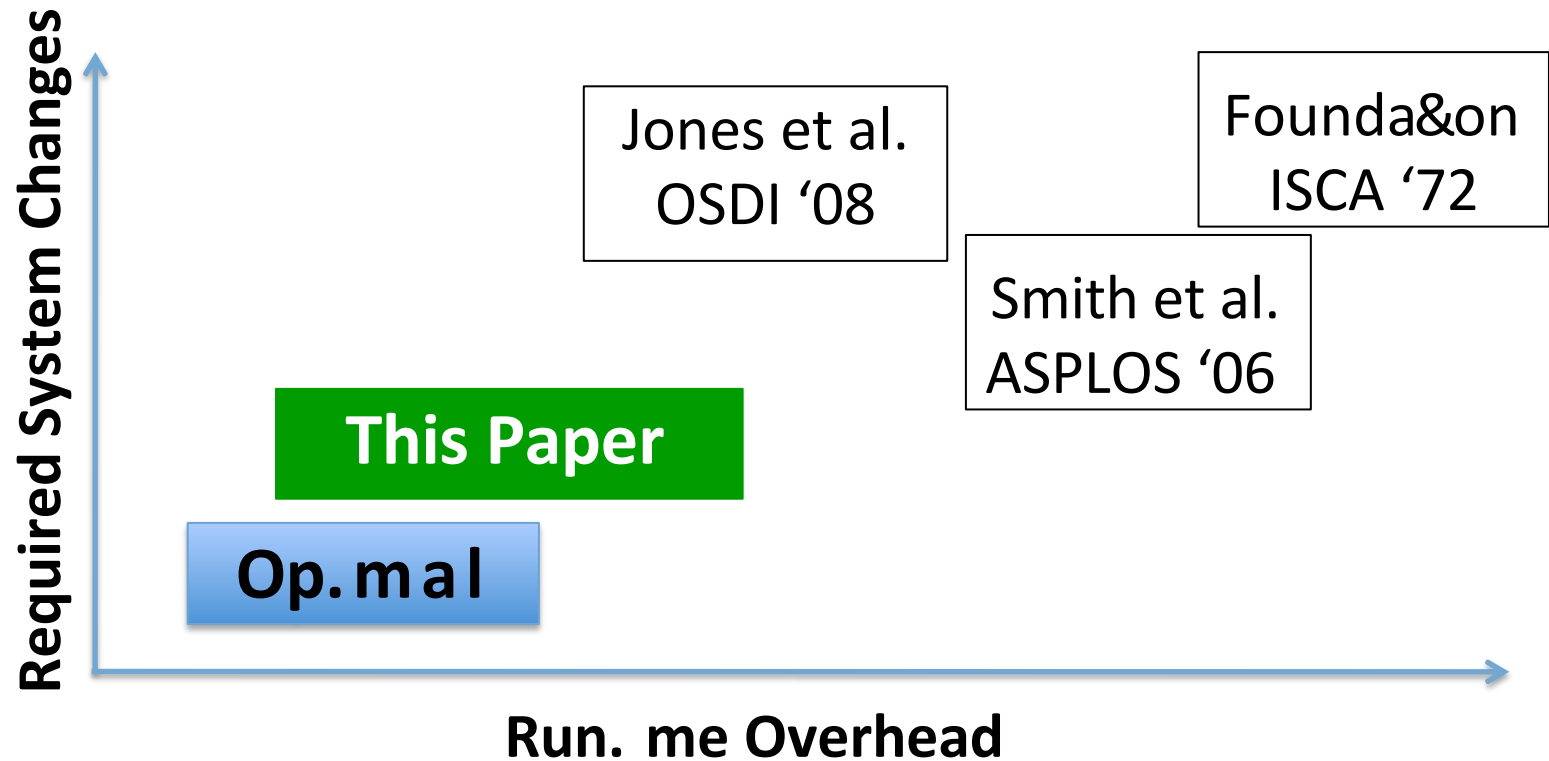 Required System Changes
Jones et al.
OSDI ‘08
Founda&on
ISCA ‘72
Smith et al.
ASPLOS ‘06
This Paper
Op.mal
Run. me Overhead